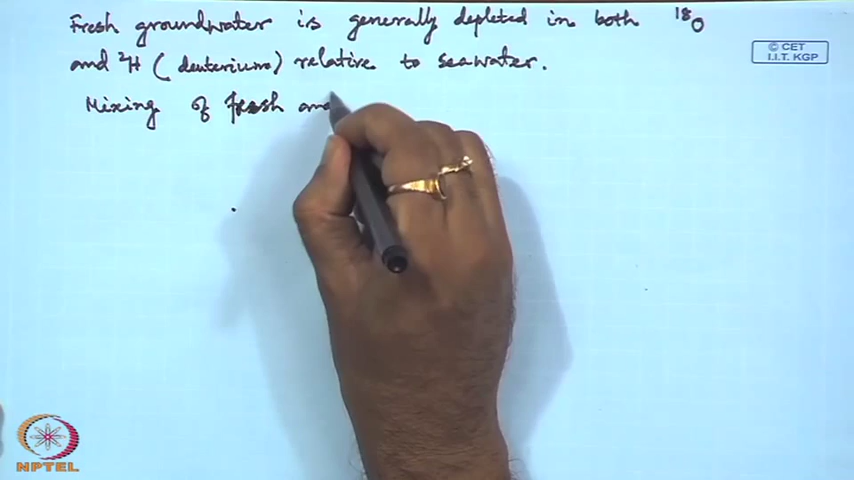 Fresh groundwater is generally depleted in both ¹⁸O
and ²H (deuterium) relative to seawater.
Mixing of fresh and
© CET
I.I.T. KGP
NPTEL